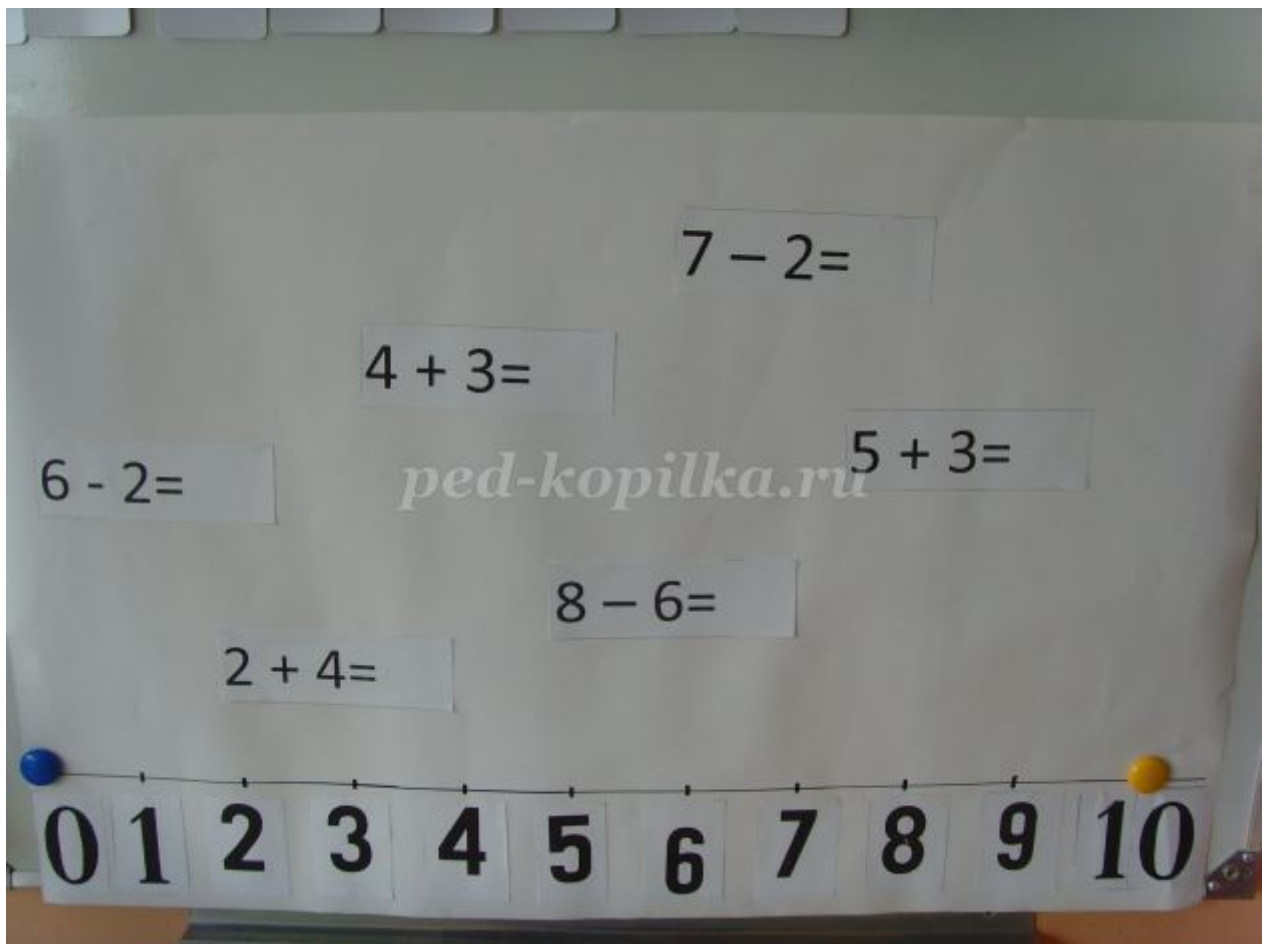 7 – 2=
4 + 3=
5 + 3=
6 - 2=
ped-kopilka.ru
8 – 6=
2 + 4=
0 1 2 3 4 5 6 7 8 9 10